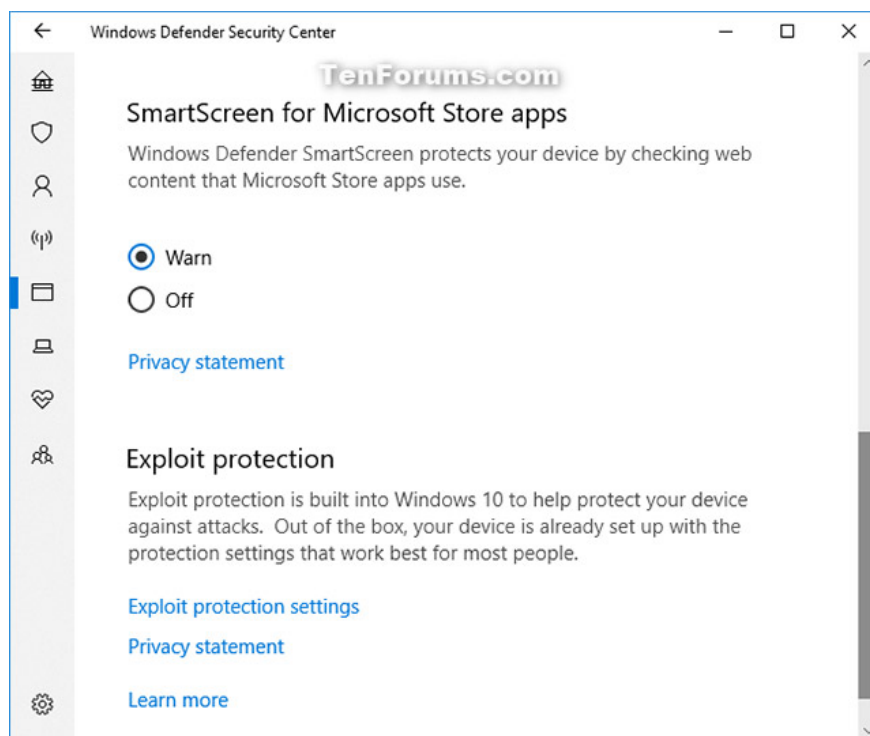 Windows Defender Security Center
TenForums.com
SmartScreen for Microsoft Store apps
Windows Defender SmartScreen protects your device by checking web
content that Microsoft Store apps use.
Warn
Off
Privacy statement
Exploit protection
Exploit protection is built into Windows 10 to help protect your device
against attacks.  Out of the box, your device is already set up with the
protection settings that work best for most people.
Exploit protection settings
Privacy statement
Learn more